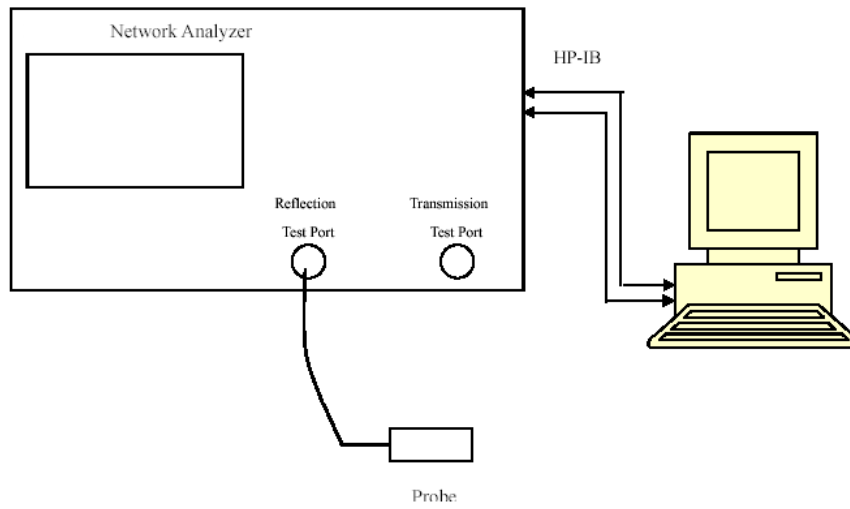 Network Analyzer
HP-IB
Reflection
Test Port
Transmission
Test Port
Probe